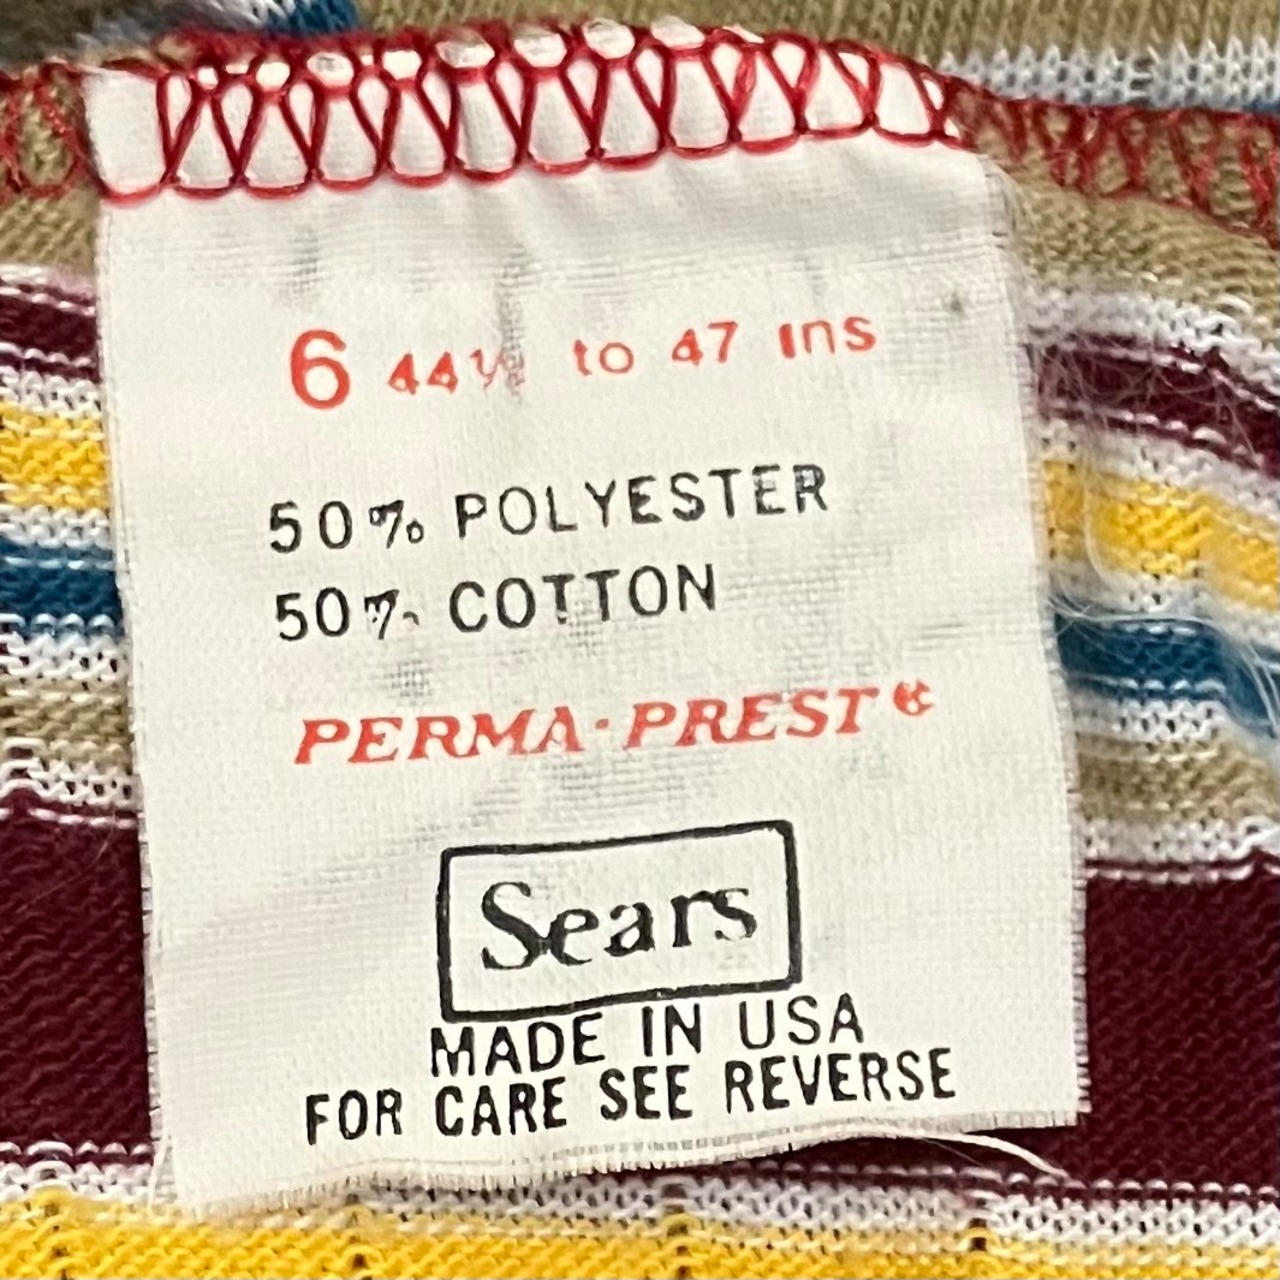 6 44½ to 47 ins
50% POLYESTER
50% COTTON
PERMA·PREST®
Sears
MADE IN USA
FOR CARE SEE REVERSE